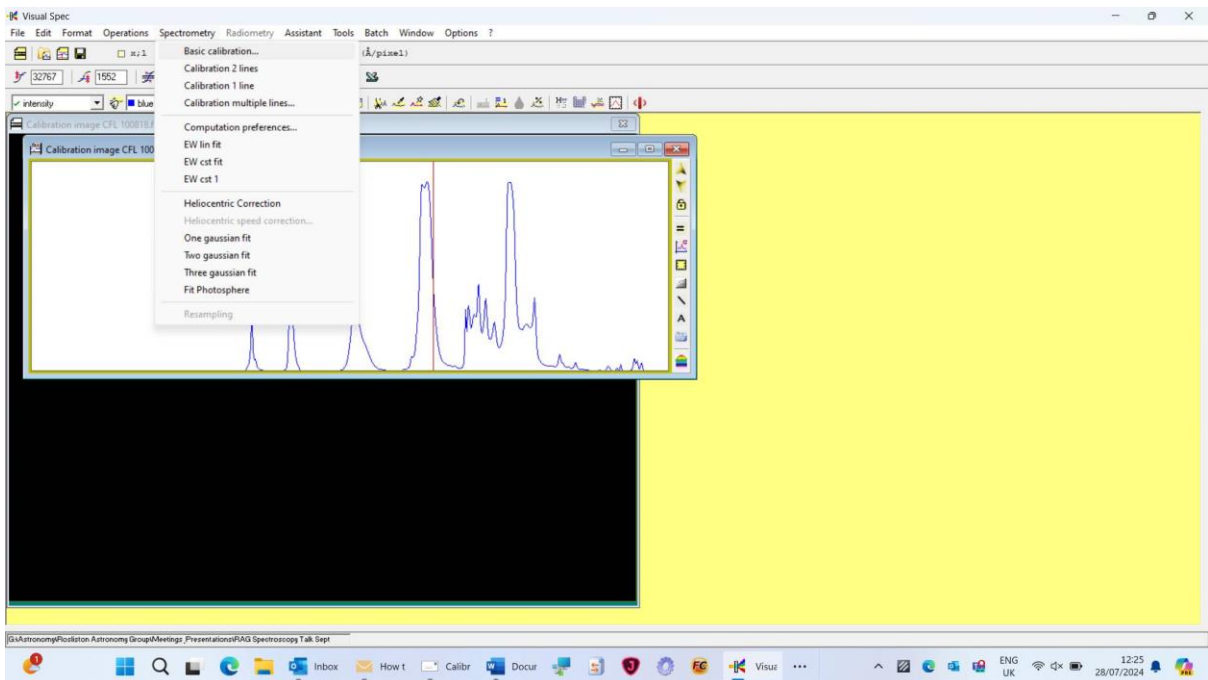 Visual Spec
File Edit Format Operations Spectrometry Radiometry Assistant Tools Batch Window Options ?
x;1
(Å/pixel)
32767 1552
intensity blue
Basic calibration...
Calibration 2 lines
Calibration 1 line
Calibration multiple lines...
Computation preferences...
EW lin fit
EW cst fit
EW cst 1
Heliocentric Correction
Heliocentric speed correction...
One gaussian fit
Two gaussian fit
Three gaussian fit
Fit Photosphere
Resampling
Calibration image CFL 100818.f
Calibration image CFL 100
A
G:\Astronomy\Rosliston Astronomy Group\Meetings_Presentations\RAG Spectroscopy Talk Sept
Inbox How t Calibr Docur Visua
ENG
UK
12:25
28/07/2024